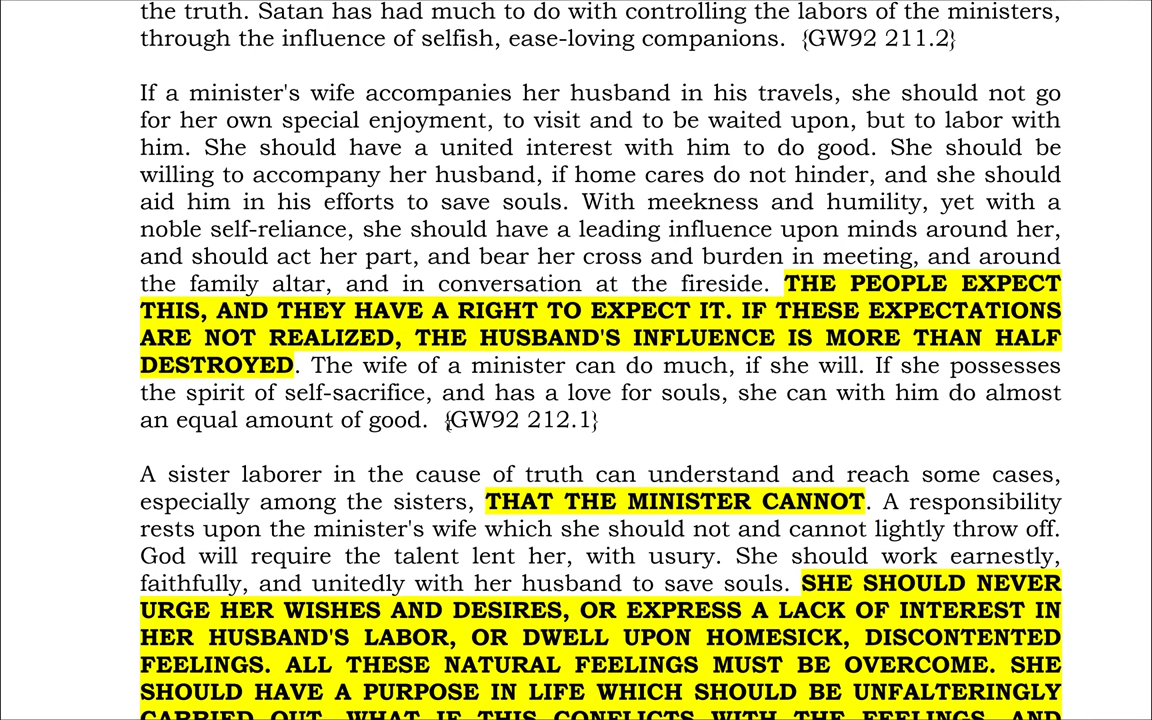 the truth. Satan has had much to do with controlling the labors of the ministers,
through the influence of selfish, ease-loving companions. {GW92 211.2}
If a minister's wife accompanies her husband in his travels, she should not go
for her own special enjoyment, to visit and to be waited upon, but to labor with
him. She should have a united interest with him to do good. She should be
willing to accompany her husband, if home cares do not hinder, and she should
aid him in his efforts to save souls. With meekness and humility, yet with a
noble self-reliance, she should have a leading influence upon minds around her,
and should act her part, and bear her cross and burden in meeting, and around
the family altar, and in conversation at the fireside. THE PEOPLE EXPECT
THIS, AND THEY HAVE A RIGHT TO EXPECT IT. IF THESE EXPECTATIONS
ARE NOT REALIZED, THE HUSBAND'S INFLUENCE IS MORE THAN HALF
DESTROYED. The wife of a minister can do much, if she will. If she possesses
the spirit of self-sacrifice, and has a love for souls, she can with him do almost
an equal amount of good. {GW92 212.1}
A sister laborer in the cause of truth can understand and reach some cases,
especially among the sisters, THAT THE MINISTER CANNOT. A responsibility
rests upon the minister's wife which she should not and cannot lightly throw off.
God will require the talent lent her, with usury. She should work earnestly,
faithfully, and unitedly with her husband to save souls. SHE SHOULD NEVER
URGE HER WISHES AND DESIRES, OR EXPRESS A LACK OF INTEREST IN
HER HUSBAND'S LABOR, OR DWELL UPON HOMESICK, DISCONTENTED
FEELINGS. ALL THESE NATURAL FEELINGS MUST BE OVERCOME. SHE
SHOULD HAVE A PURPOSE IN LIFE WHICH SHOULD BE UNFALTERINGLY
CARRIED OUT. WHAT IF THIS CONFLICTS WITH THE FEELINGS, AND